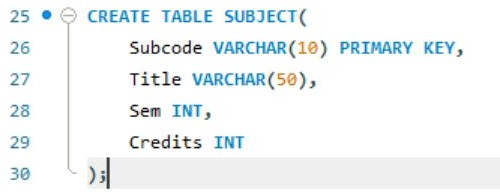 25 CREATE TABLE SUBJECT(
26 Subcode VARCHAR(10) PRIMARY KEY,
27 Title VARCHAR(50),
28 Sem INT,
29 Credits INT
30 );